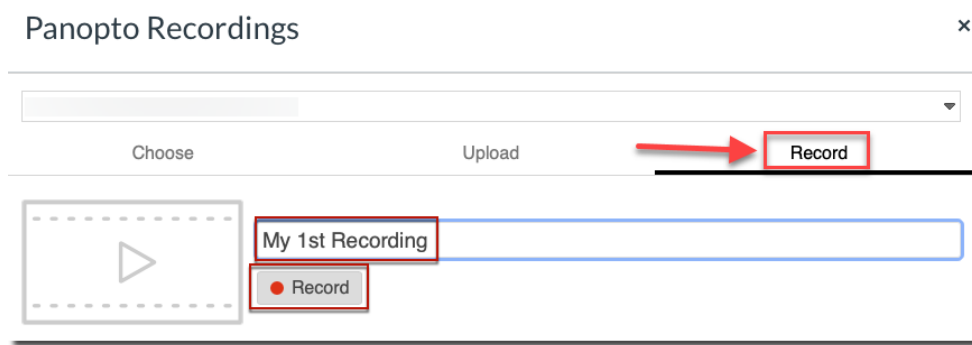 Panopto Recordings ×
Choose Upload Record
My 1st Recording
Record